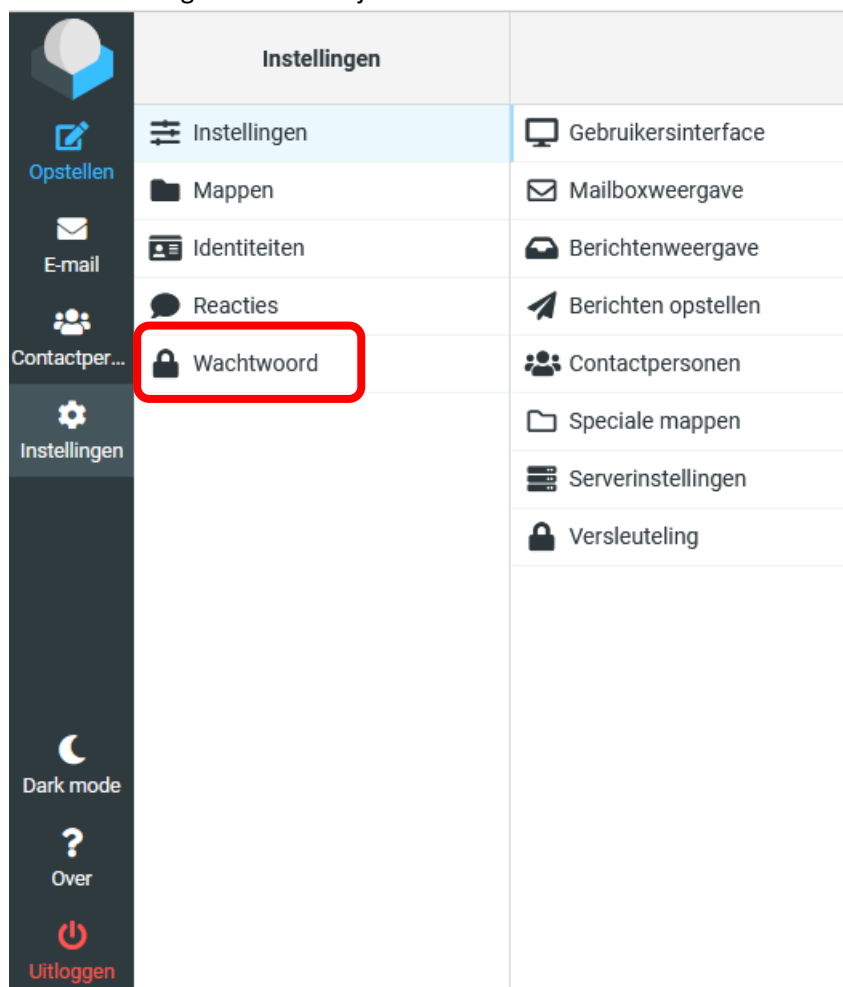 Instellingen
Opstellen
E-mail
Contactper...
Instellingen
Dark mode
Over
Uitloggen
Instellingen
Mappen
Identiteiten
Reacties
Wachtwoord
Gebruikersinterface
Mailboxweergave
Berichtenweergave
Berichten opstellen
Contactpersonen
Speciale mappen
Serverinstellingen
Versleuteling